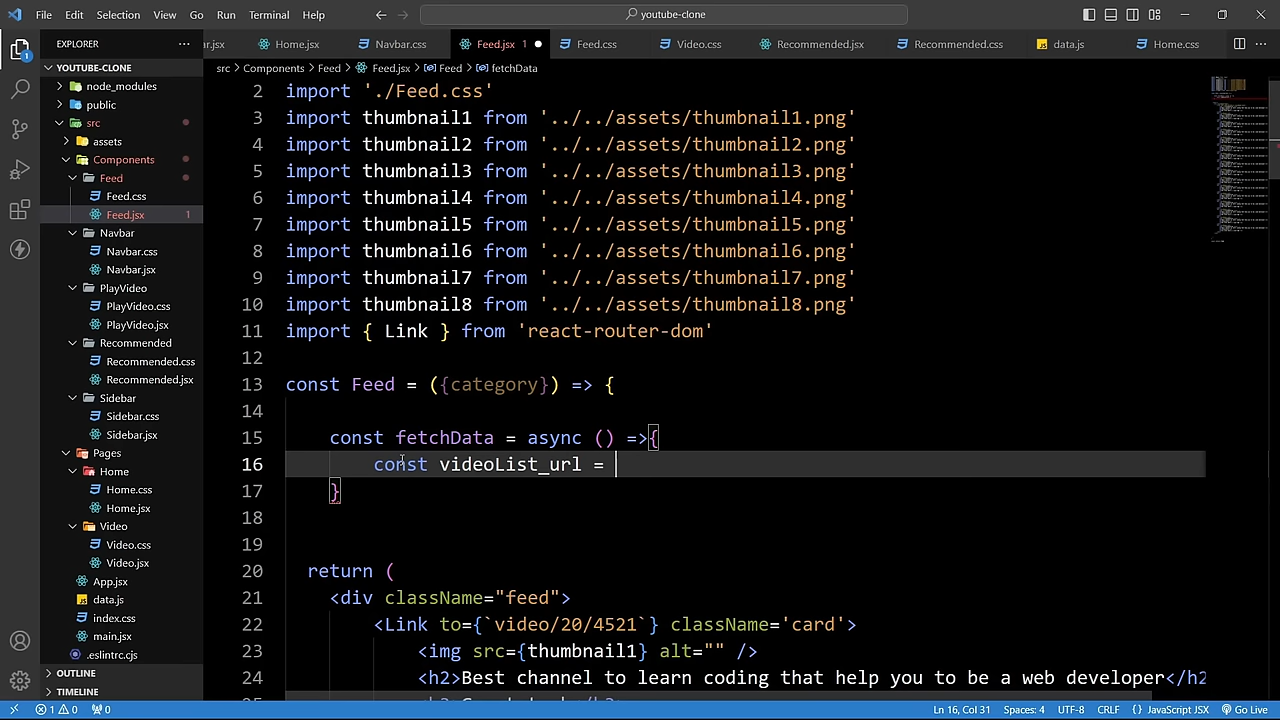 File Edit Selection View Go Run Terminal Help
youtube-clone
EXPLORER
ar.jsx Home.jsx Navbar.css Feed.jsx 1 Feed.css Video.css Recommended.jsx Recommended.css data.js Home.css
YOUTUBE-CLONE
src > Components > Feed > Feed.jsx > Feed > fetchData
node_modules
public
src
assets
Components
Feed
Feed.css
Feed.jsx 1
Navbar
Navbar.css
Navbar.jsx
PlayVideo
PlayVideo.css
PlayVideo.jsx
Recommended
Recommended.css
Recommended.jsx
Sidebar
Sidebar.css
Sidebar.jsx
Pages
Home
Home.css
Home.jsx
Video
Video.css
Video.jsx
App.jsx
data.js
index.css
main.jsx
.eslintrc.cjs
OUTLINE
TIMELINE
2 import './Feed.css'
3 import thumbnail1 from '../../assets/thumbnail1.png'
4 import thumbnail2 from '../../assets/thumbnail2.png'
5 import thumbnail3 from '../../assets/thumbnail3.png'
6 import thumbnail4 from '../../assets/thumbnail4.png'
7 import thumbnail5 from '../../assets/thumbnail5.png'
8 import thumbnail6 from '../../assets/thumbnail6.png'
9 import thumbnail7 from '../../assets/thumbnail7.png'
10 import thumbnail8 from '../../assets/thumbnail8.png'
11 import { Link } from 'react-router-dom'
12
13 const Feed = ({category}) => {
14
15 const fetchData = async () =>{
16 const videoList_url =
17 }
18
19
20 return (
21 <div className="feed">
22 <Link to={`video/20/4521`} className='card'>
23 <img src={thumbnail1} alt="" />
24 <h2>Best channel to learn coding that help you to be a web developer</h2
1 0 0 Ln 16, Col 31 Spaces: 4 UTF-8 CRLF {} JavaScript JSX Go Live